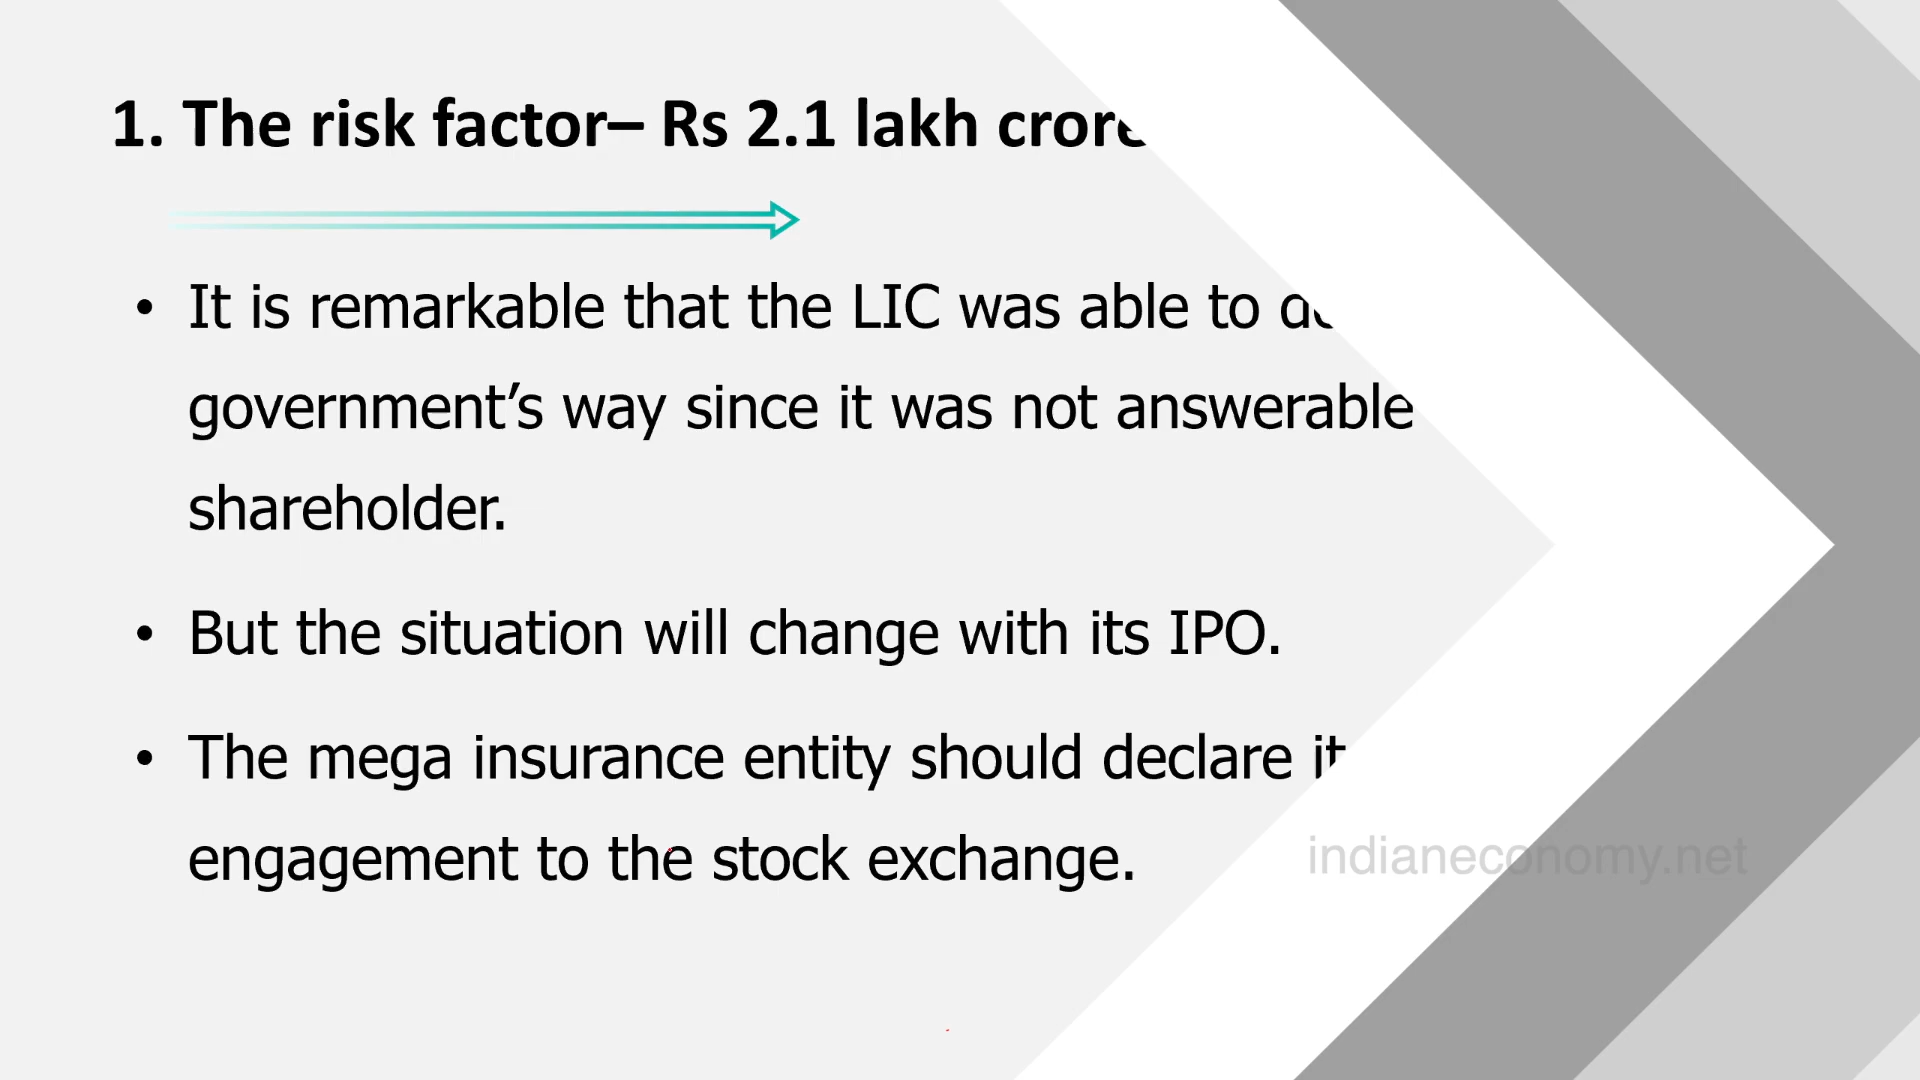 1. The risk factor– Rs 2.1 lakh crore
• It is remarkable that the LIC was able to
government’s way since it was not answerable
shareholder.
• But the situation will change with its IPO.
• The mega insurance entity should declare
engagement to the stock exchange.
indianeconomy.net